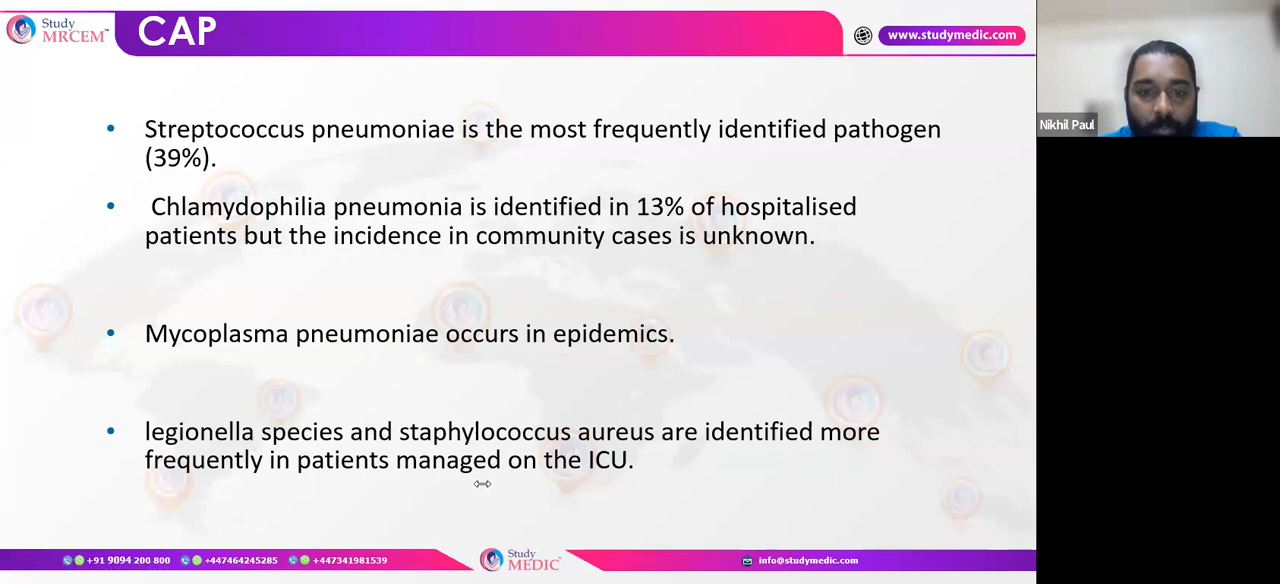 Study
MRCEM™
CAP
www.studymedic.com
• Streptococcus pneumoniae is the most frequently identified pathogen
(39%).
• Chlamydophilia pneumonia is identified in 13% of hospitalised
patients but the incidence in community cases is unknown.
• Mycoplasma pneumoniae occurs in epidemics.
• legionella species and staphylococcus aureus are identified more
frequently in patients managed on the ICU.
Nikhil Paul
+91 9094 200 800 +447464245285 +447341981539
Study
MEDIC™
info@studymedic.com